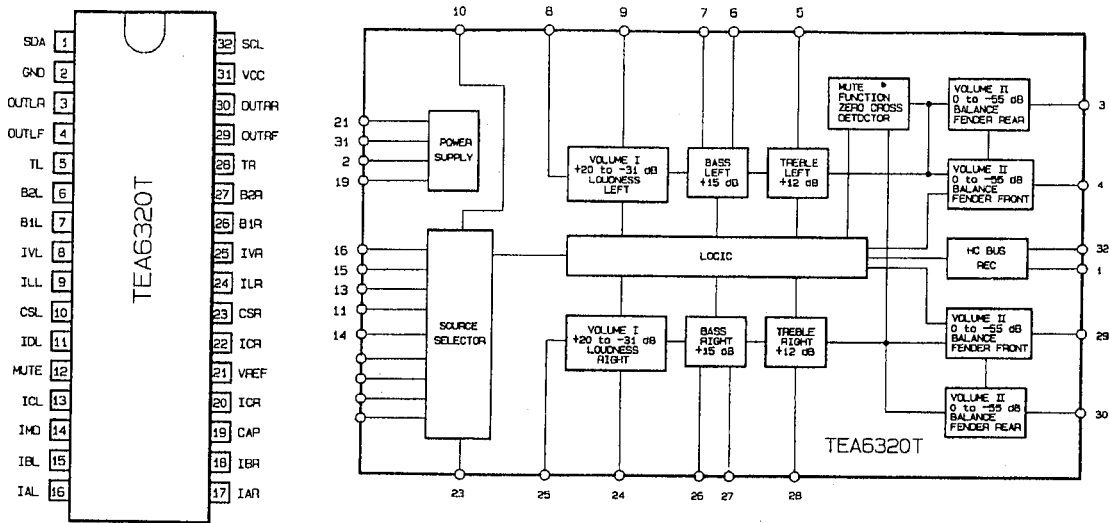 SDA 1
GND 2
OUTLR 3
OUTLF 4
TL 5
B2L 6
B1L 7
IVL 8
ILL 9
CSL 10
IDL 11
MUTE 12
ICL 13
IMO 14
IBL 15
IAL 16
TEA6320T
32 SCL
31 VCC
30 OUTRR
29 OUTRF
28 TR
27 B2R
26 B1R
25 IVR
24 ILR
23 CSR
22 ICR
21 VREF
20 ICR
19 CAP
18 IBR
17 IAR
10 8 9 7 6 5
21
31
2
19
POWER
SUPPLY
16
15
13
11
14
SOURCE
SELECTOR
VOLUME I
+20 to -31 dB
LOUDNESS
LEFT
BASS
LEFT
+15 dB
TREBLE
LEFT
+12 dB
MUTE
FUNCTION
ZERO CROSS
DETDCTOR
VOLUME II
0 to -55 dB
BALANCE
FENDER REAR
3
VOLUME II
0 to -55 dB
BALANCE
FENDER FRONT
4
LOGIC
HC BUS
REC
32
1
VOLUME I
+20 to -31 dB
LOUDNESS
RIGHT
BASS
RIGHT
+15 dB
TREBLE
RIGHT
+12 dB
VOLUME II
0 to -55 dB
BALANCE
FENDER FRONT
29
VOLUME II
0 to -55 dB
BALANCE
FENDER REAR
30
TEA6320T
23 25 24 26 27 28